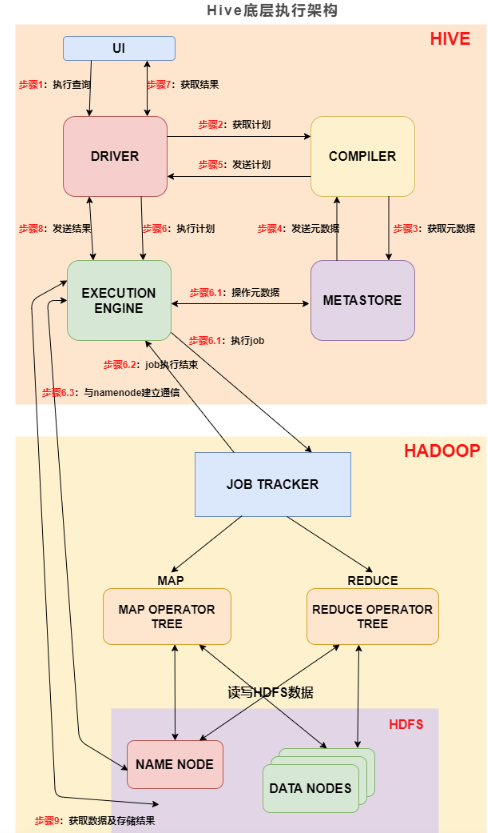 Hive底层执行架构
HIVE
UI
步骤1：执行查询
步骤7：获取结果
步骤2：获取计划
DRIVER
COMPILER
步骤5：发送计划
步骤8：发送结果
步骤6：执行计划
步骤4：发送元数据
步骤3：获取元数据
EXECUTION
ENGINE
步骤6.1：操作元数据
METASTORE
步骤6.1：执行job
步骤6.2：job执行结束
步骤6.3：与namenode建立通信
HADOOP
JOB TRACKER
MAP
REDUCE
MAP OPERATOR
TREE
REDUCE OPERATOR
TREE
读写HDFS数据
HDFS
NAME NODE
DATA NODES
步骤9：获取数据及存储结果